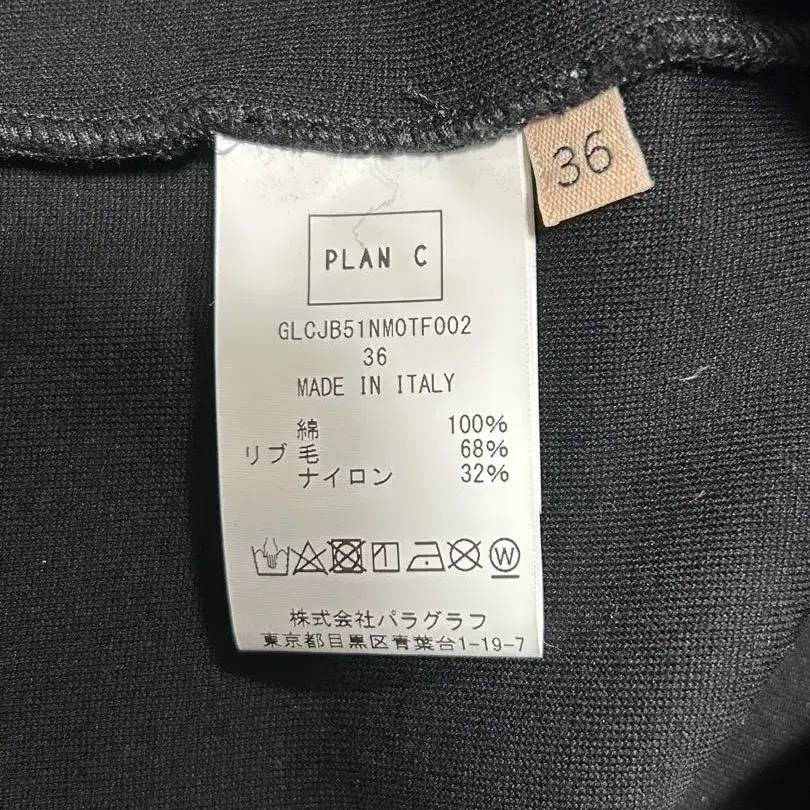 36
PLAN C
GLCJB51NM0TF002
36
MADE IN ITALY
綿 100%
リブ 毛 68%
ナイロン 32%
W
株式会社パラグラフ
東京都目黒区青葉台1-19-7